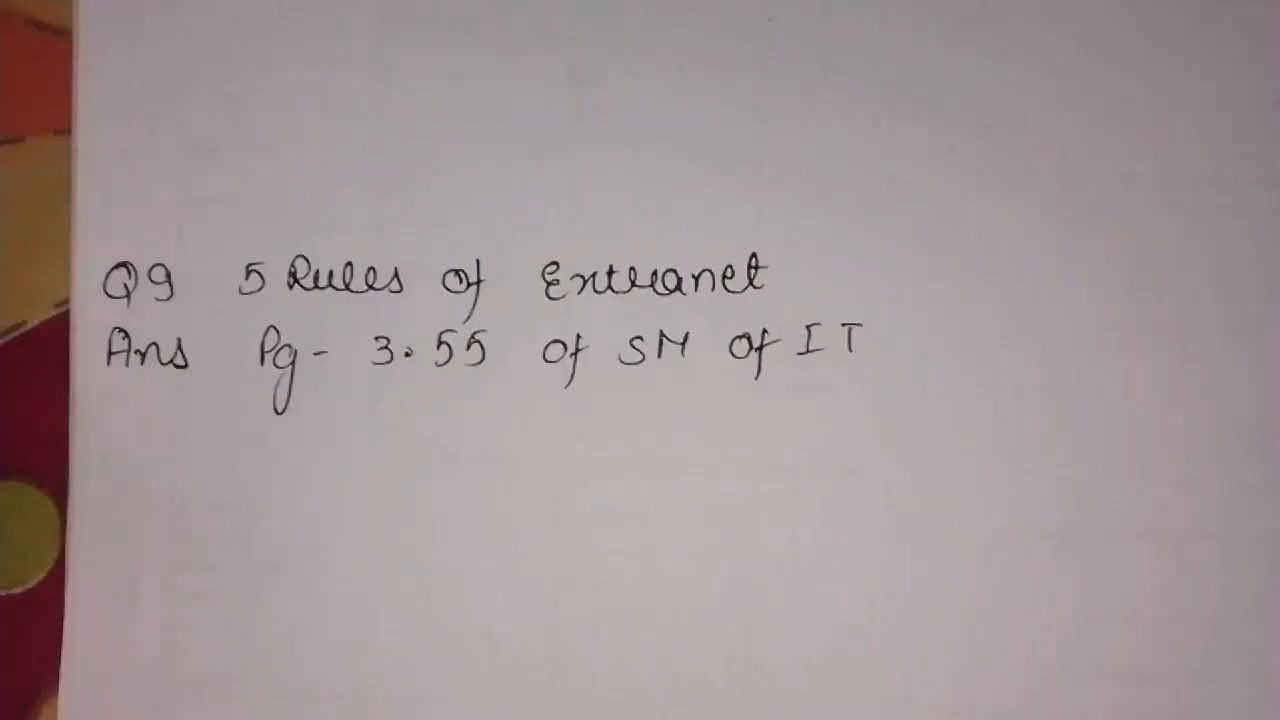 Q9 5 Rules of Extranet
Ans Pg - 3.55 of SM of IT